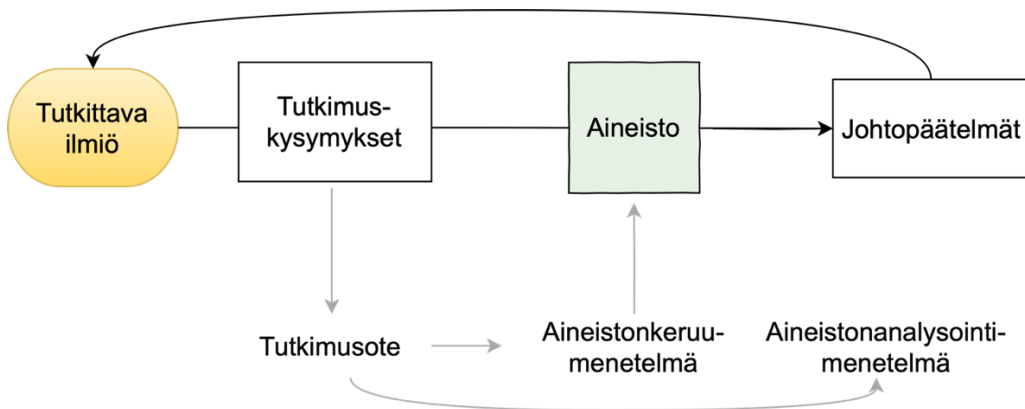 Tutkittava
ilmiö
Tutkimus-
kysymykset
Aineisto
Johtopäätelmät
Tutkimusote
Aineistonkeruu-
menetelmä
Aineistonanalysointi-
menetelmä